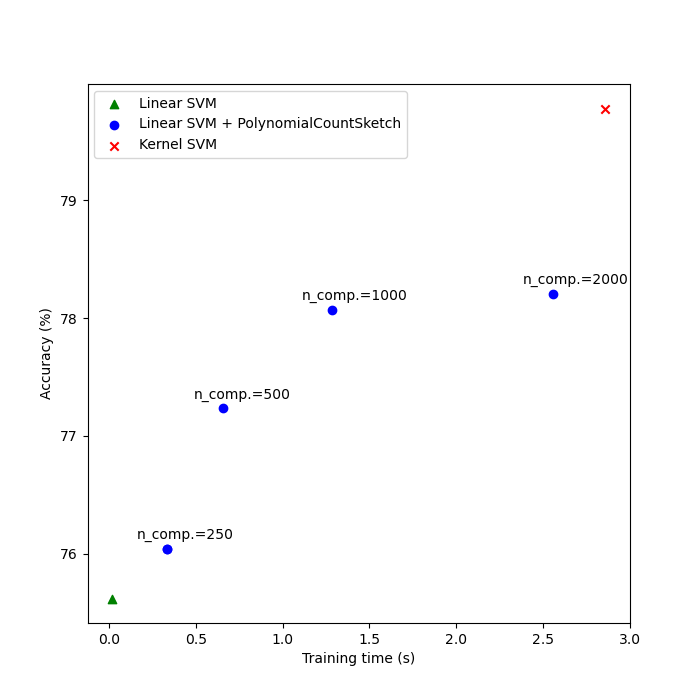 Linear SVM
Linear SVM + PolynomialCountSketch
Kernel SVM
79
n_comp.=2000
n_comp.=1000
78
n_comp.=500
77
n_comp.=250
76
Accuracy (%)
0.0 0.5 1.0 1.5 2.0 2.5 3.0
Training time (s)